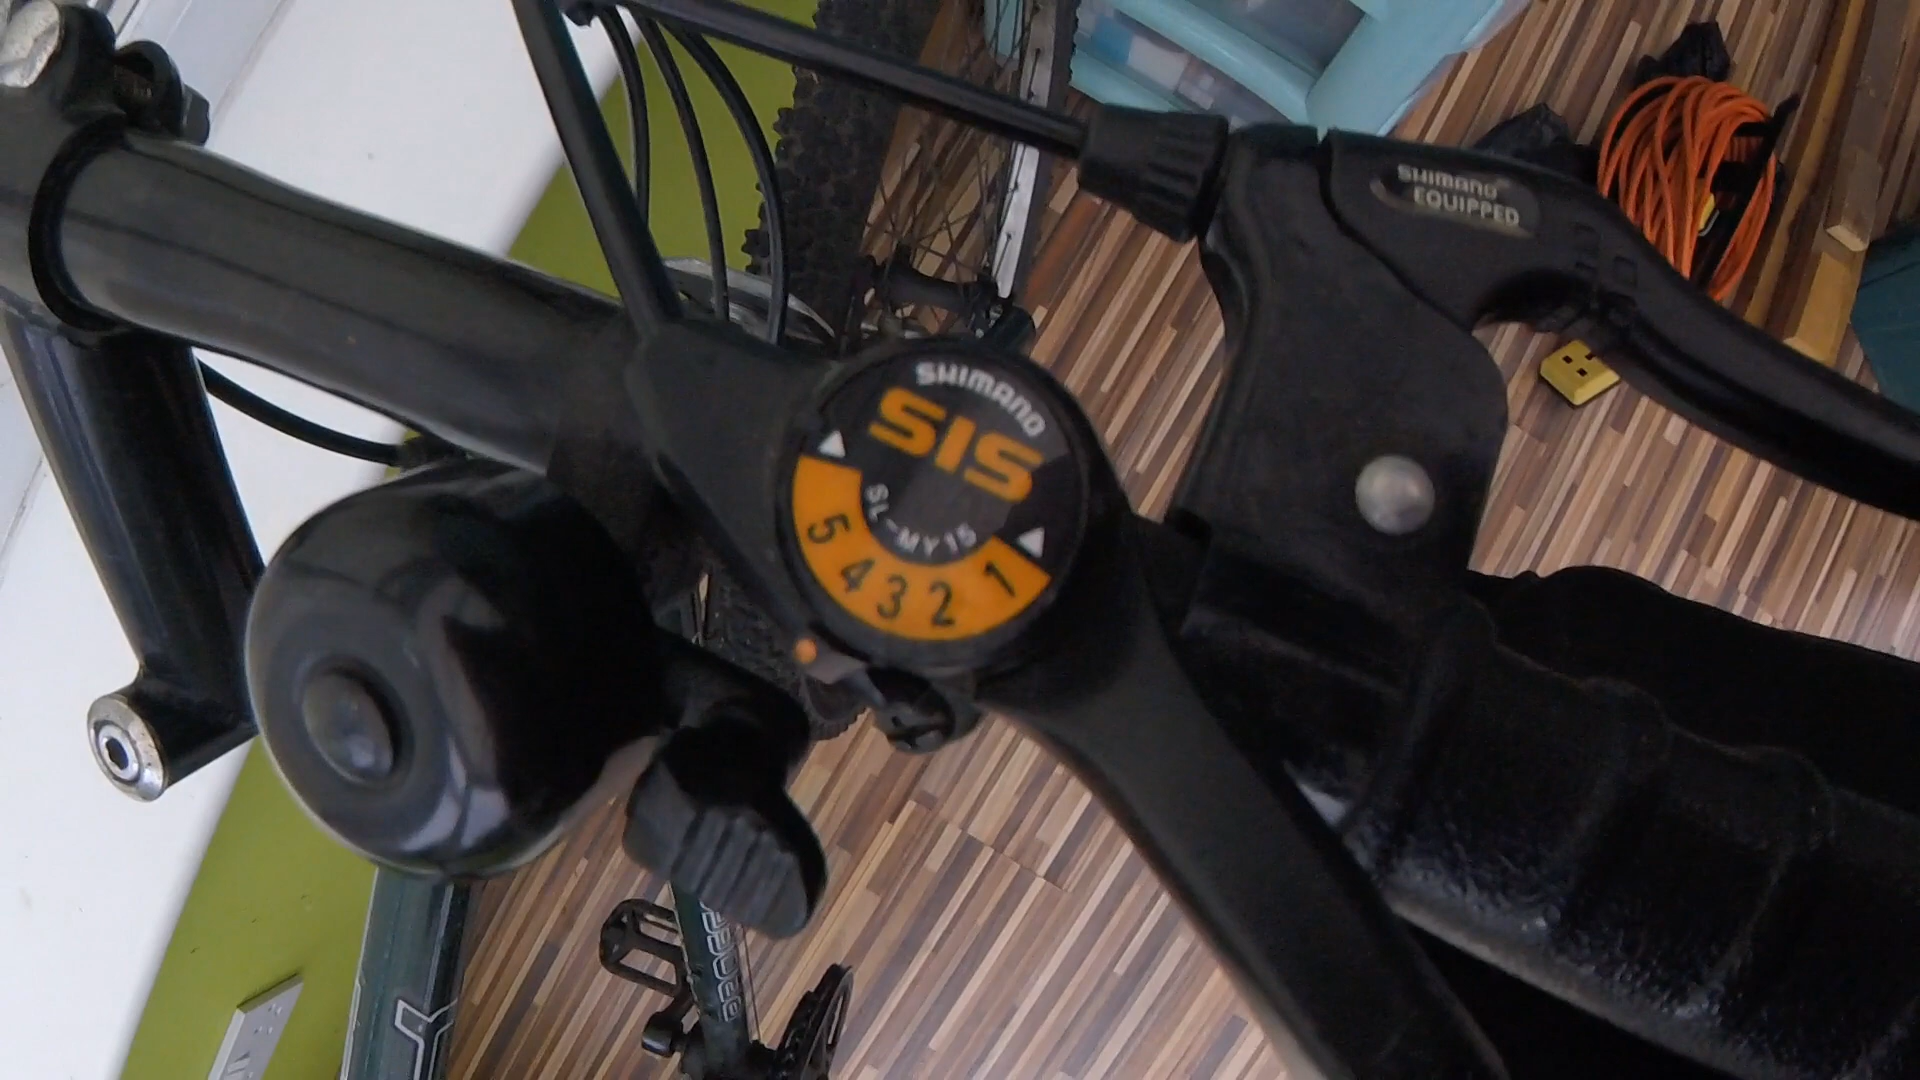 SHIMANO
EQUIPPED
SHIMANO
SIS
SL-MY15
5 4 3 2 1